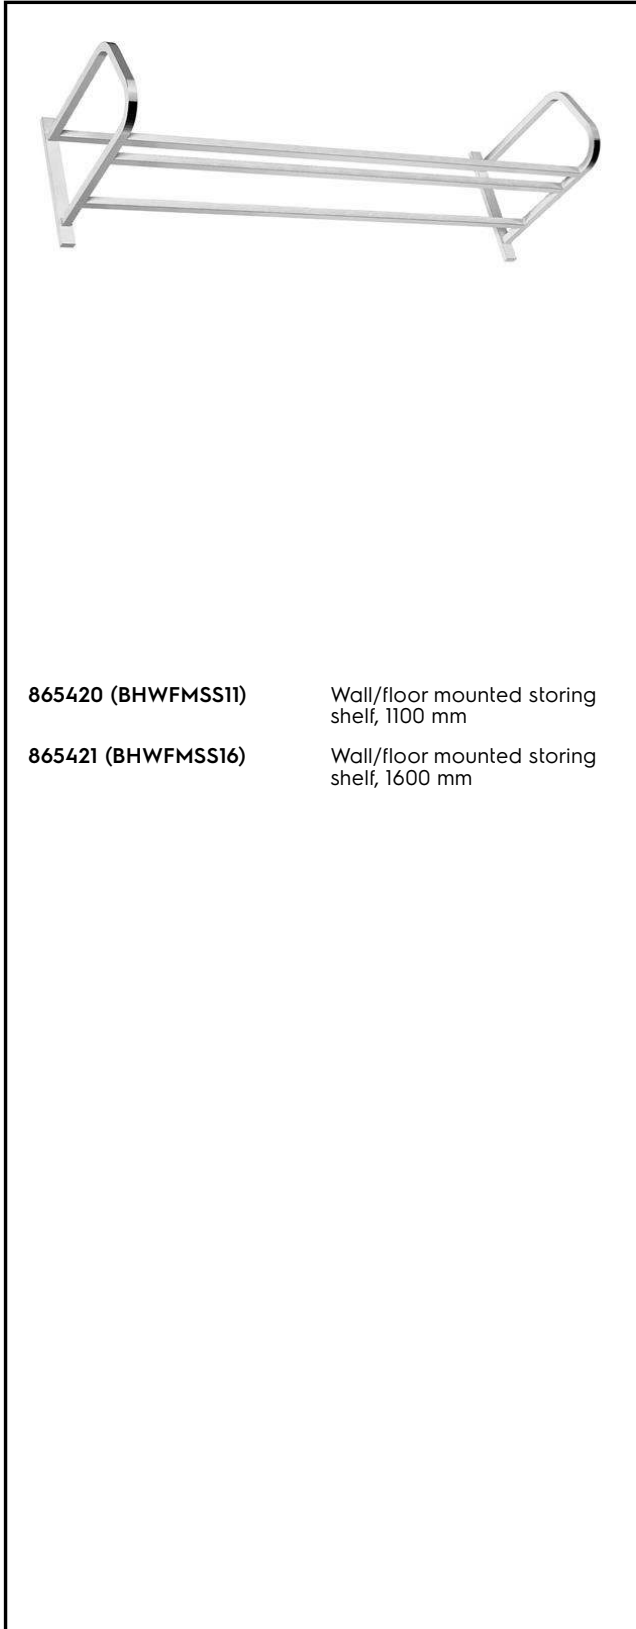 865420 (BHWFMSS11) Wall/floor mounted storing
shelf, 1100 mm
865421 (BHWFMSS16) Wall/floor mounted storing
shelf, 1600 mm